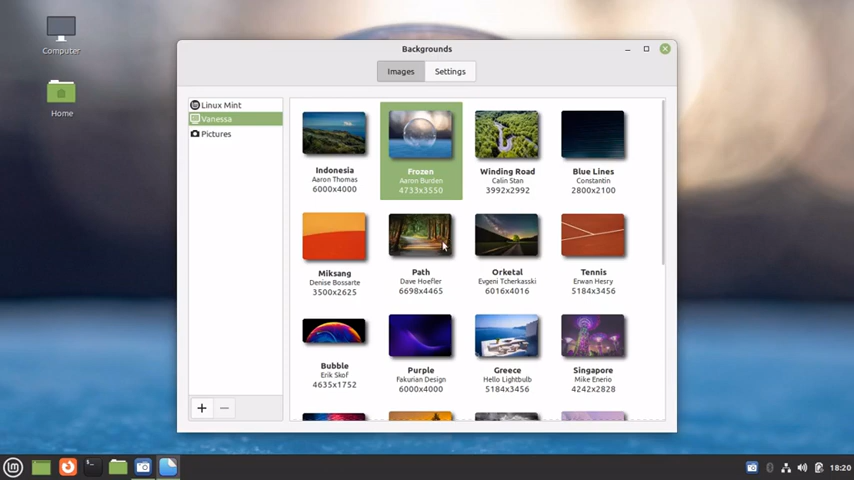 Computer
Home
Backgrounds
Images
Settings
Linux Mint
Vanessa
Pictures
Indonesia
Aaron Thomas
6000x4000
Frozen
Aaron Burden
4733x3550
Winding Road
Calin Stan
3992x2992
Blue Lines
Constantin
2800x2100
Miksang
Denise Bossarte
3500x2625
Path
Dave Hoefler
6698x4465
Orketal
Evgeni Tcherkasski
6016x4016
Tennis
Erwan Hesry
5184x3456
Bubble
Erik Skof
4635x1752
Purple
Fakurian Design
6000x4000
Greece
Hello Lightbulb
5184x3456
Singapore
Mike Enerio
4242x2828
18:20